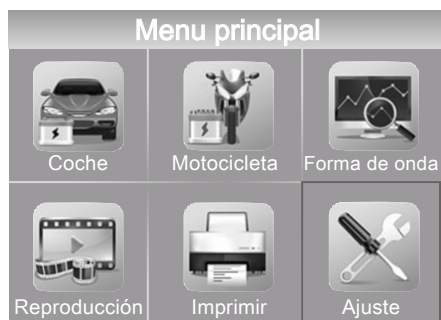 Menu principal
Coche Motocicleta Forma de onda
Reproducción Imprimir Ajuste